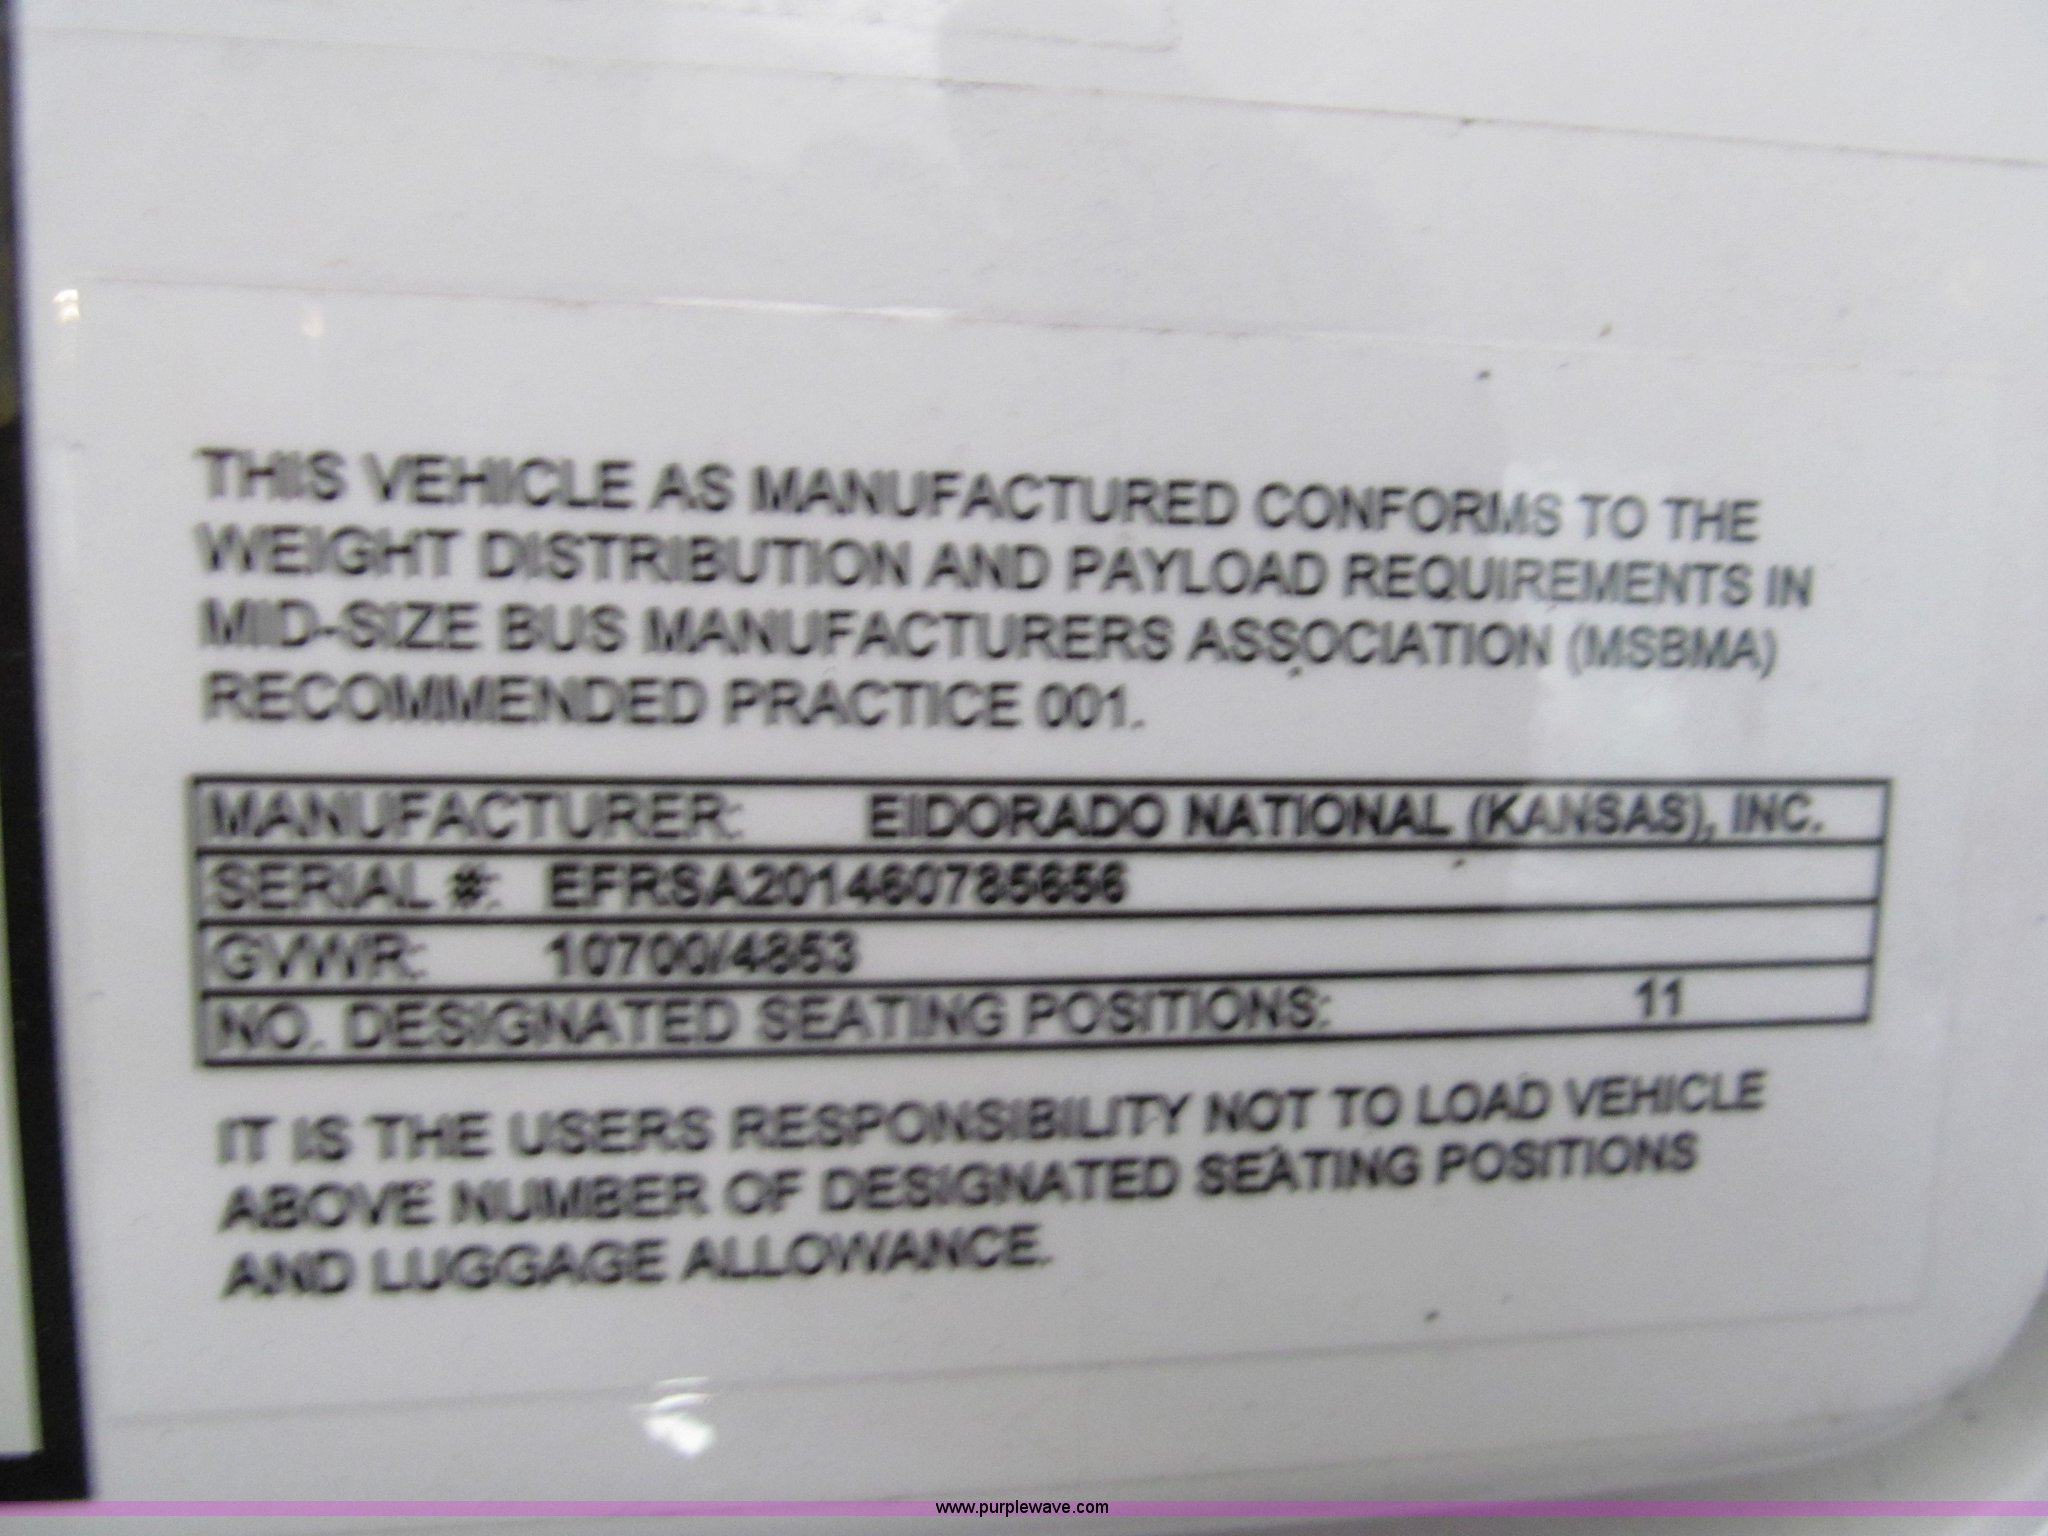 THIS VEHICLE AS MANUFACTURED CONFORMS TO THE
WEIGHT DISTRIBUTION AND PAYLOAD REQUIREMENTS IN
MID-SIZE BUS MANUFACTURERS ASSOCIATION (MSBMA)
RECOMMENDED PRACTICE 001.
MANUFACTURER: ElDORADO NATIONAL (KANSAS), INC.
SERIAL #: EFRSA201460785656
GVWR: 10700/4853
NO. DESIGNATED SEATING POSITIONS: 11
IT IS THE USERS RESPONSIBILITY NOT TO LOAD VEHICLE
ABOVE NUMBER OF DESIGNATED SEATING POSITIONS
AND LUGGAGE ALLOWANCE.
www.purplewave.com